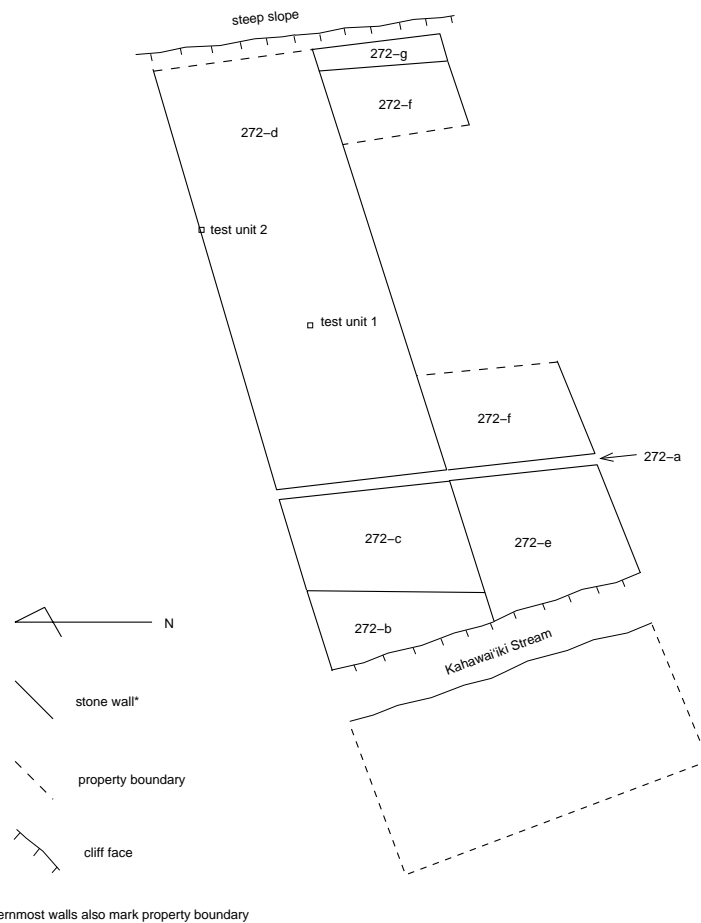 steep slope
272–g
272–f
272–d
test unit 2
test unit 1
272–f
272–a
272–c
272–e
272–b
Kahawai‘iki Stream
N
stone wall*
property boundary
cliff face
walls also mark property boundary